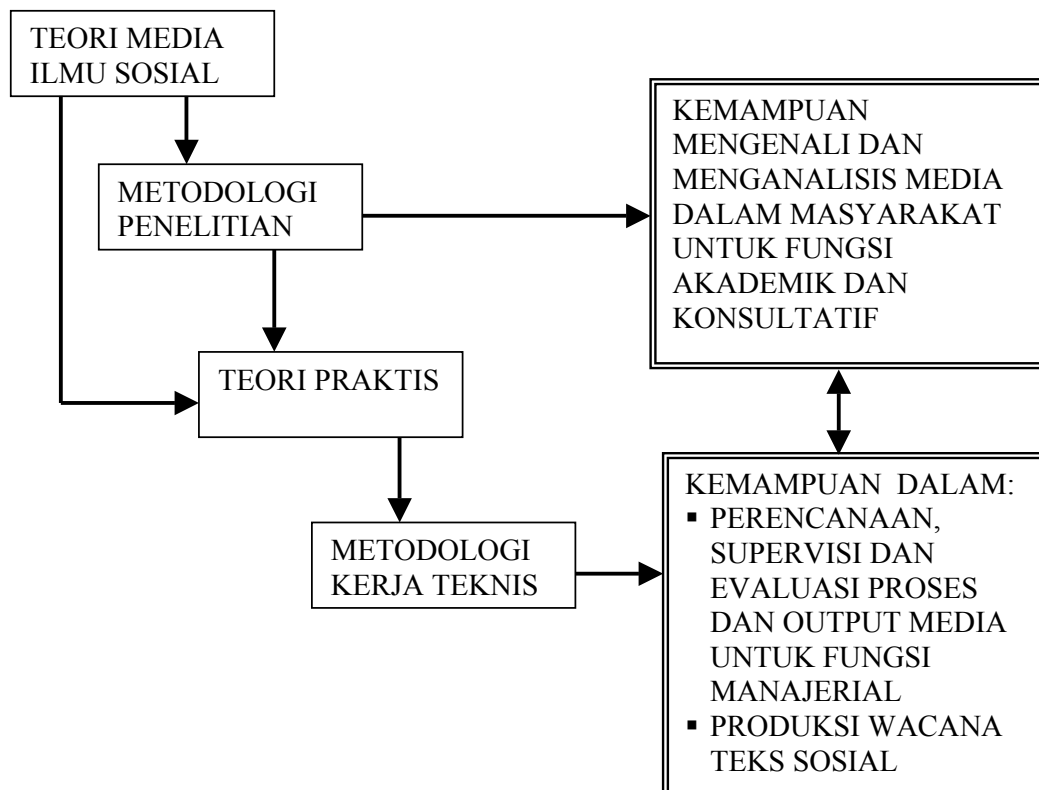 TEORI MEDIA
ILMU SOSIAL
METODOLOGI
PENELITIAN
KEMAMPUAN
MENGENALI DAN
MENGANALISIS MEDIA
DALAM MASYARAKAT
UNTUK FUNGSI
AKADEMIK DAN
KONSULTATIF
TEORI PRAKTIS
METODOLOGI
KERJA TEKNIS
KEMAMPUAN DALAM:
▪ PERENCANAAN,
SUPERVISI DAN
EVALUASI PROSES
DAN OUTPUT MEDIA
UNTUK FUNGSI
MANAJERIAL
▪ PRODUKSI WACANA
TEKS SOSIAL